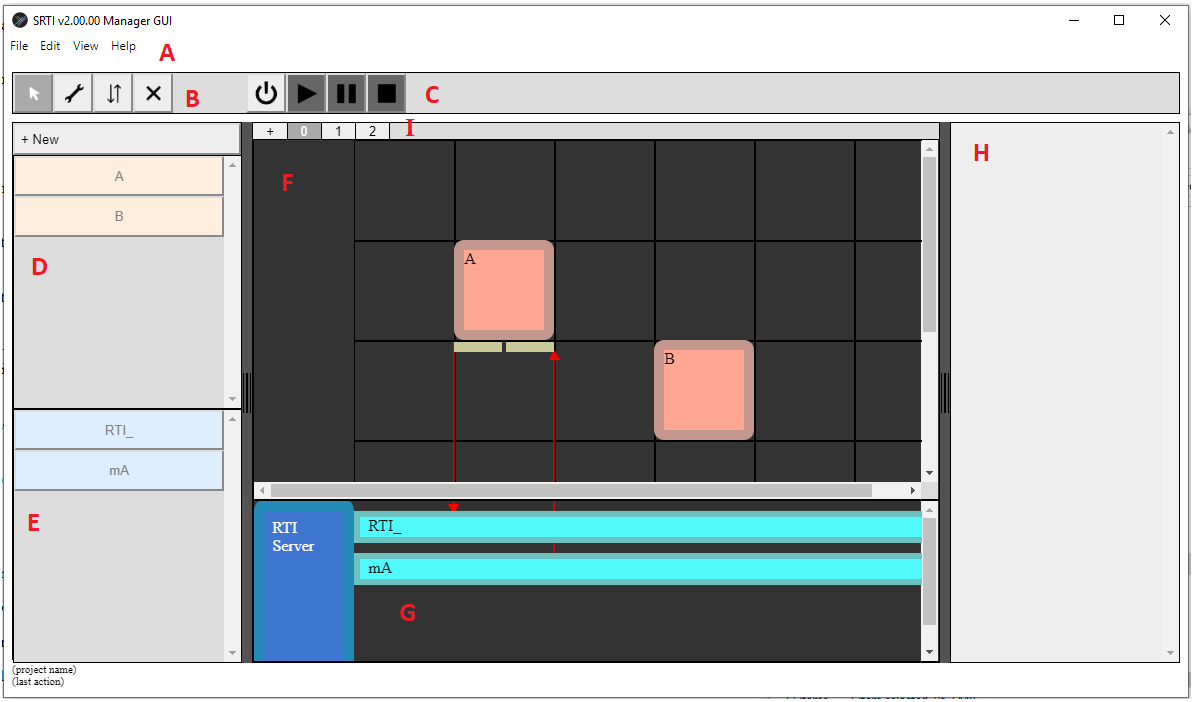 SRTI v2.00.00 Manager GUI
File Edit View Help
A
B
C
+ New
+ 0 1 2 I
A
B
D
F
H
A
B
RTI_
mA
E
RTI
Server
RTI_
mA
G
(project name)
(last action)